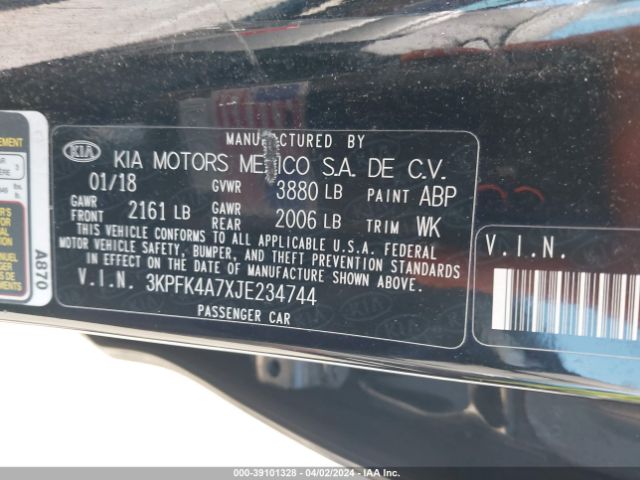 MANUFACTURED BY
KIA KIA MOTORS MEXICO S.A. DE C.V.
01/18 GVWR 3880 LB PAINT ABP
GAWR FRONT 2161 LB GAWR REAR 2006 LB TRIM WK
THIS VEHICLE CONFORMS TO ALL APPLICABLE U.S.A. FEDERAL
MOTOR VEHICLE SAFETY, BUMPER, AND THEFT PREVENTION STANDARDS
IN EFFECT ON THE DATE OF MANUFACTURE SHOWN ABOVE.
V.I.N. 3KPFK4A7XJE234744
PASSENGER CAR
V.I.N.
A870
000-39101328 - 04/02/2024 - IAA, Inc.